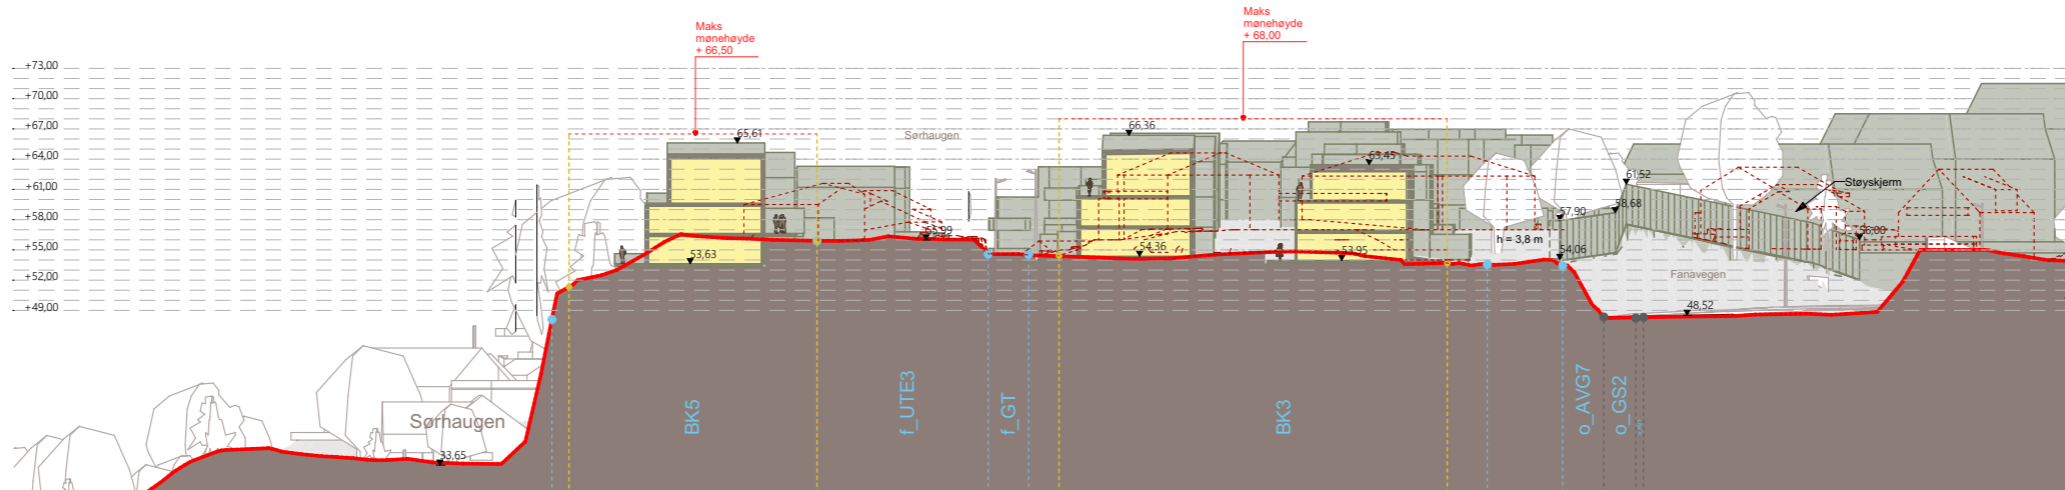 Maks
mønehøyde
+ 66,50
Maks
mønehøyde
+ 68,00
+73,00
+70,00
+67,00
+64,00
+61,00
+58,00
+55,00
+52,00
+49,00
65,61
Sørhaugen
66,36
63,45
61,52
Støyskjerm
58,68
57,90
55,99
h = 3,8 m
54,06
53,63
54,36
53,95
Fanavegen
48,52
BK5
f_UTE3
f_GT
BK3
o_AVG7
o_GS2
Sørhaugen
33,65